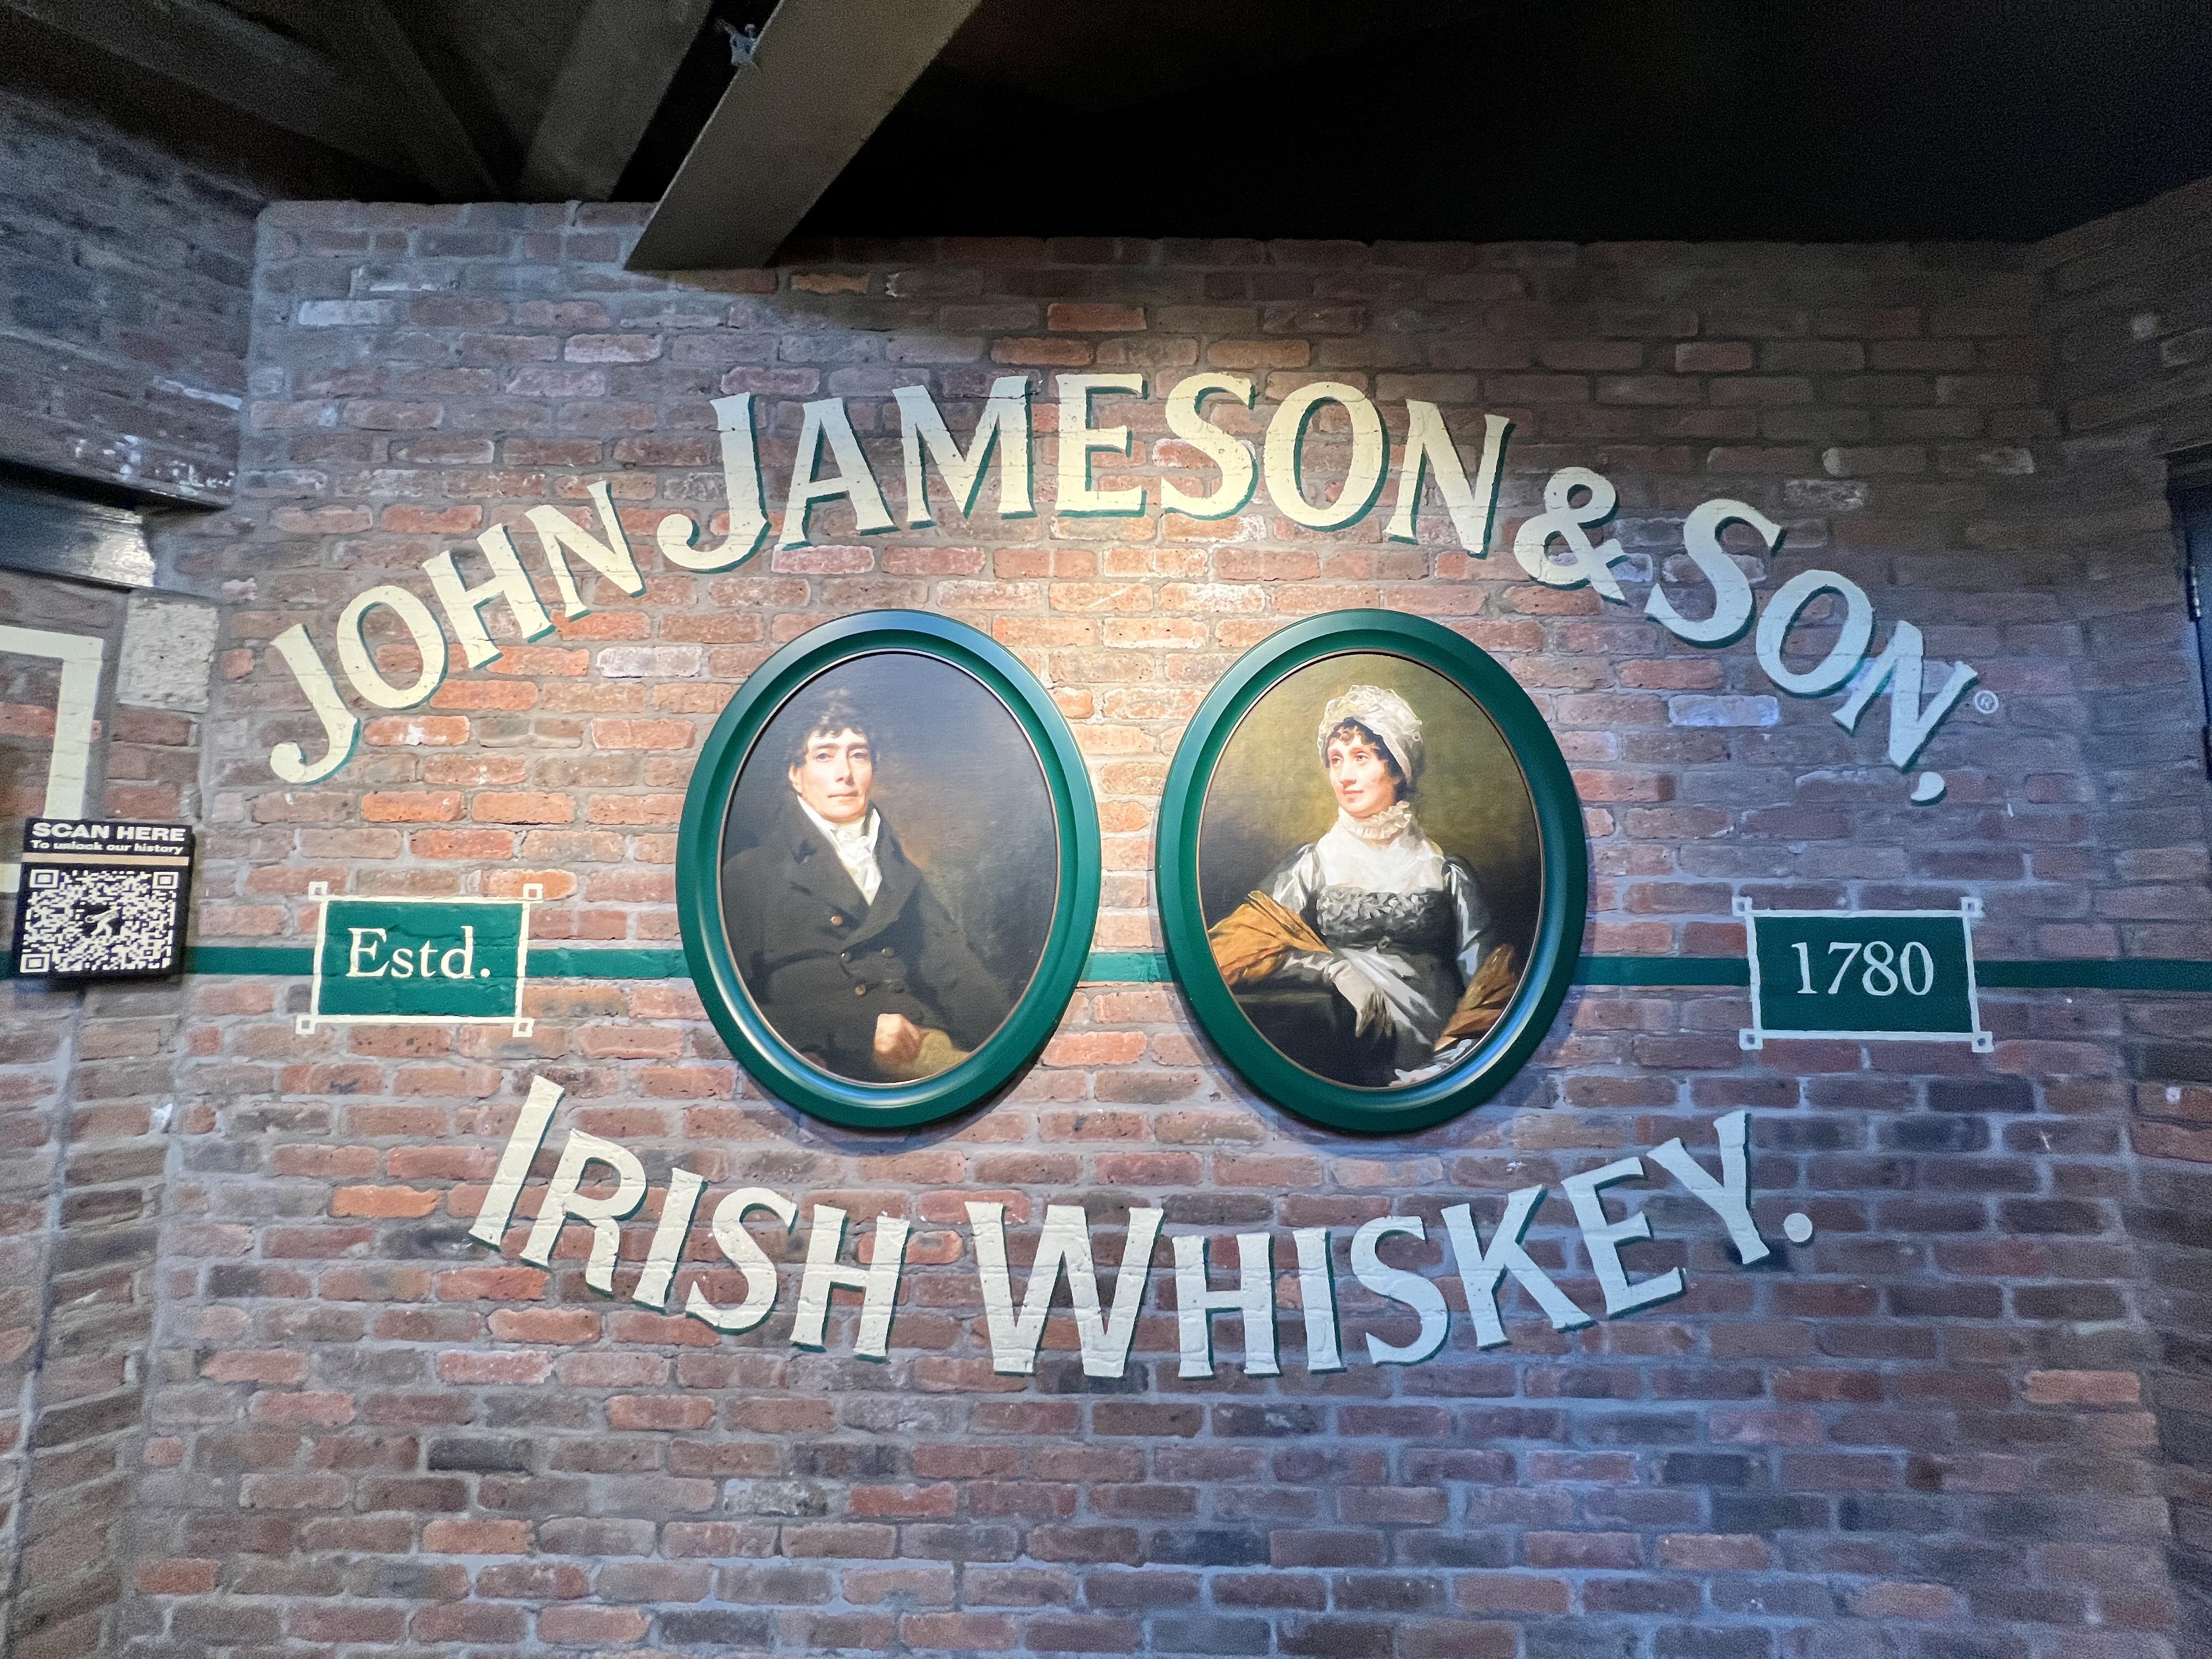 JOHN JAMESON & SON,®
SCAN HERE
To unlock our history
Estd.
1780
IRISH WHISKEY.